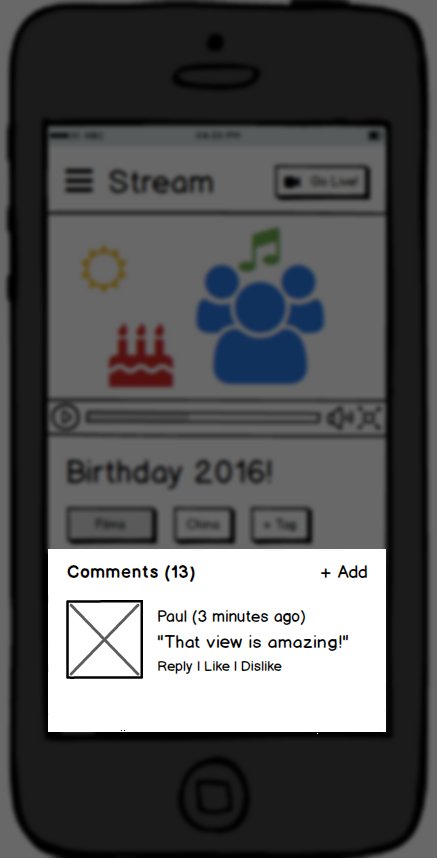 Stream
Go Live!
Birthday 2016!
Films
China
+ Tag
Comments (13)
+ Add
Paul (3 minutes ago)
"That view is amazing!"
Reply | Like | Dislike